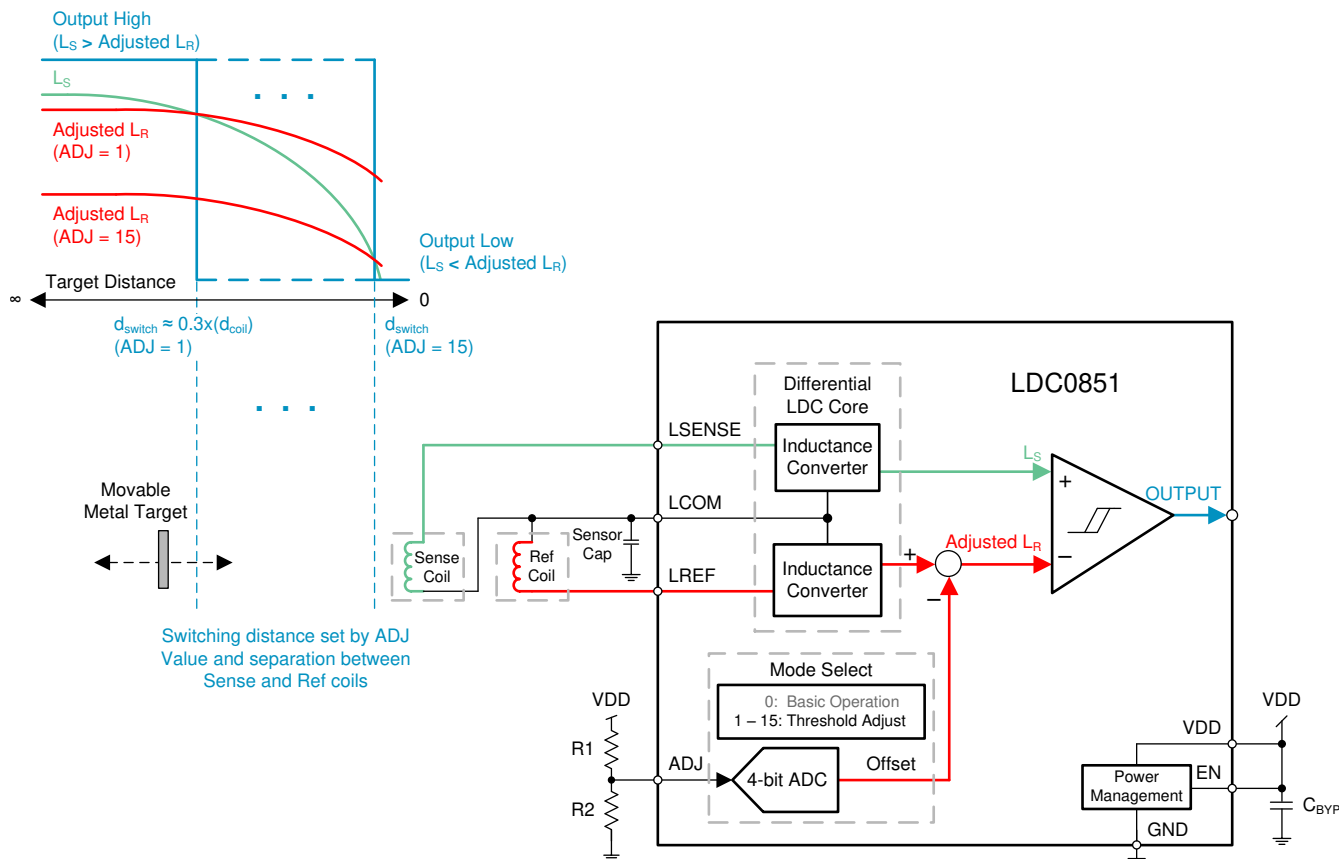 Output High
(LS > Adjusted LR)
LS
. . .
Adjusted LR
(ADJ = 1)
Adjusted LR
(ADJ = 15)
Output Low
(LS < Adjusted LR)
Target Distance
∞
0
dswitch ≈ 0.3x(dcoil)
(ADJ = 1)
dswitch
(ADJ = 15)
. . .
Movable
Metal Target
Switching distance set by ADJ
Value and separation between
Sense and Ref coils
Sense
Coil
Ref
Coil
Sensor
Cap
LSENSE
LCOM
LREF
Differential
LDC Core
Inductance
Converter
Inductance
Converter
LDC0851
LS
+
−
OUTPUT
Adjusted LR
+
−
Mode Select
0: Basic Operation
1 – 15: Threshold Adjust
VDD
R1
R2
ADJ
4-bit ADC
Offset
VDD
VDD
EN
Power
Management
GND
CBYP